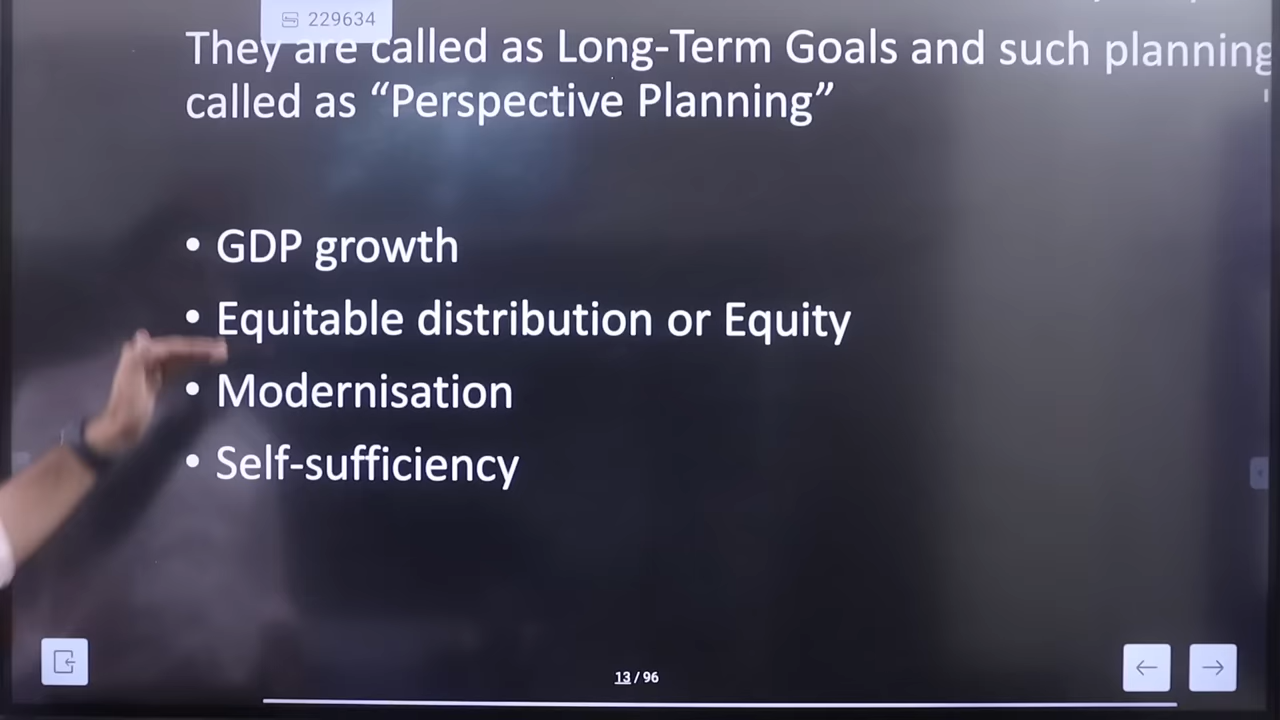 229634
They are called as Long-Term Goals and such planning
called as “Perspective Planning”
• GDP growth
• Equitable distribution or Equity
• Modernisation
• Self-sufficiency
13 / 96